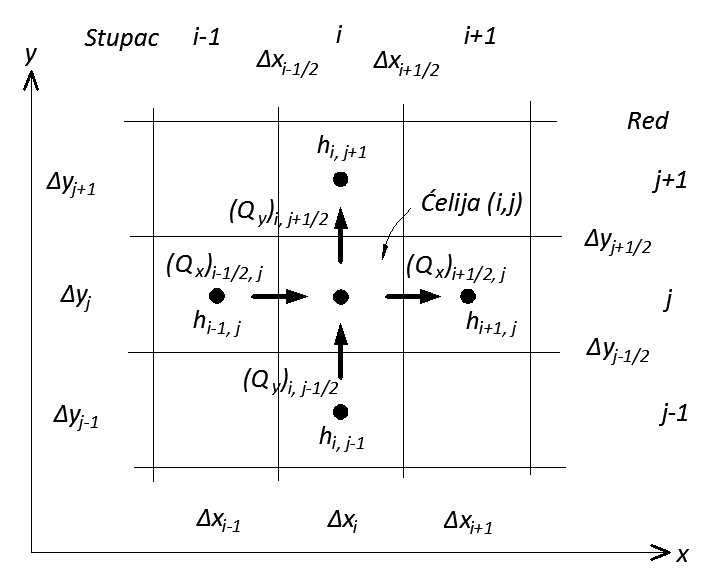 Stupac i-1 i i+1
y Δx_{i-1/2} Δx_{i+1/2}
Red
h_{i, j+1}
Δy_{j+1} j+1
(Q_y)_{i, j+1/2} Ćelija (i,j)
Δy_{j+1/2}
(Q_x)_{i-1/2, j} (Q_x)_{i+1/2, j}
Δy_j j
h_{i-1, j} h_{i+1, j}
Δy_{j-1/2}
(Q_y)_{i, j-1/2}
Δy_{j-1} j-1
h_{i, j-1}
Δx_{i-1} Δx_i Δx_{i+1}
x